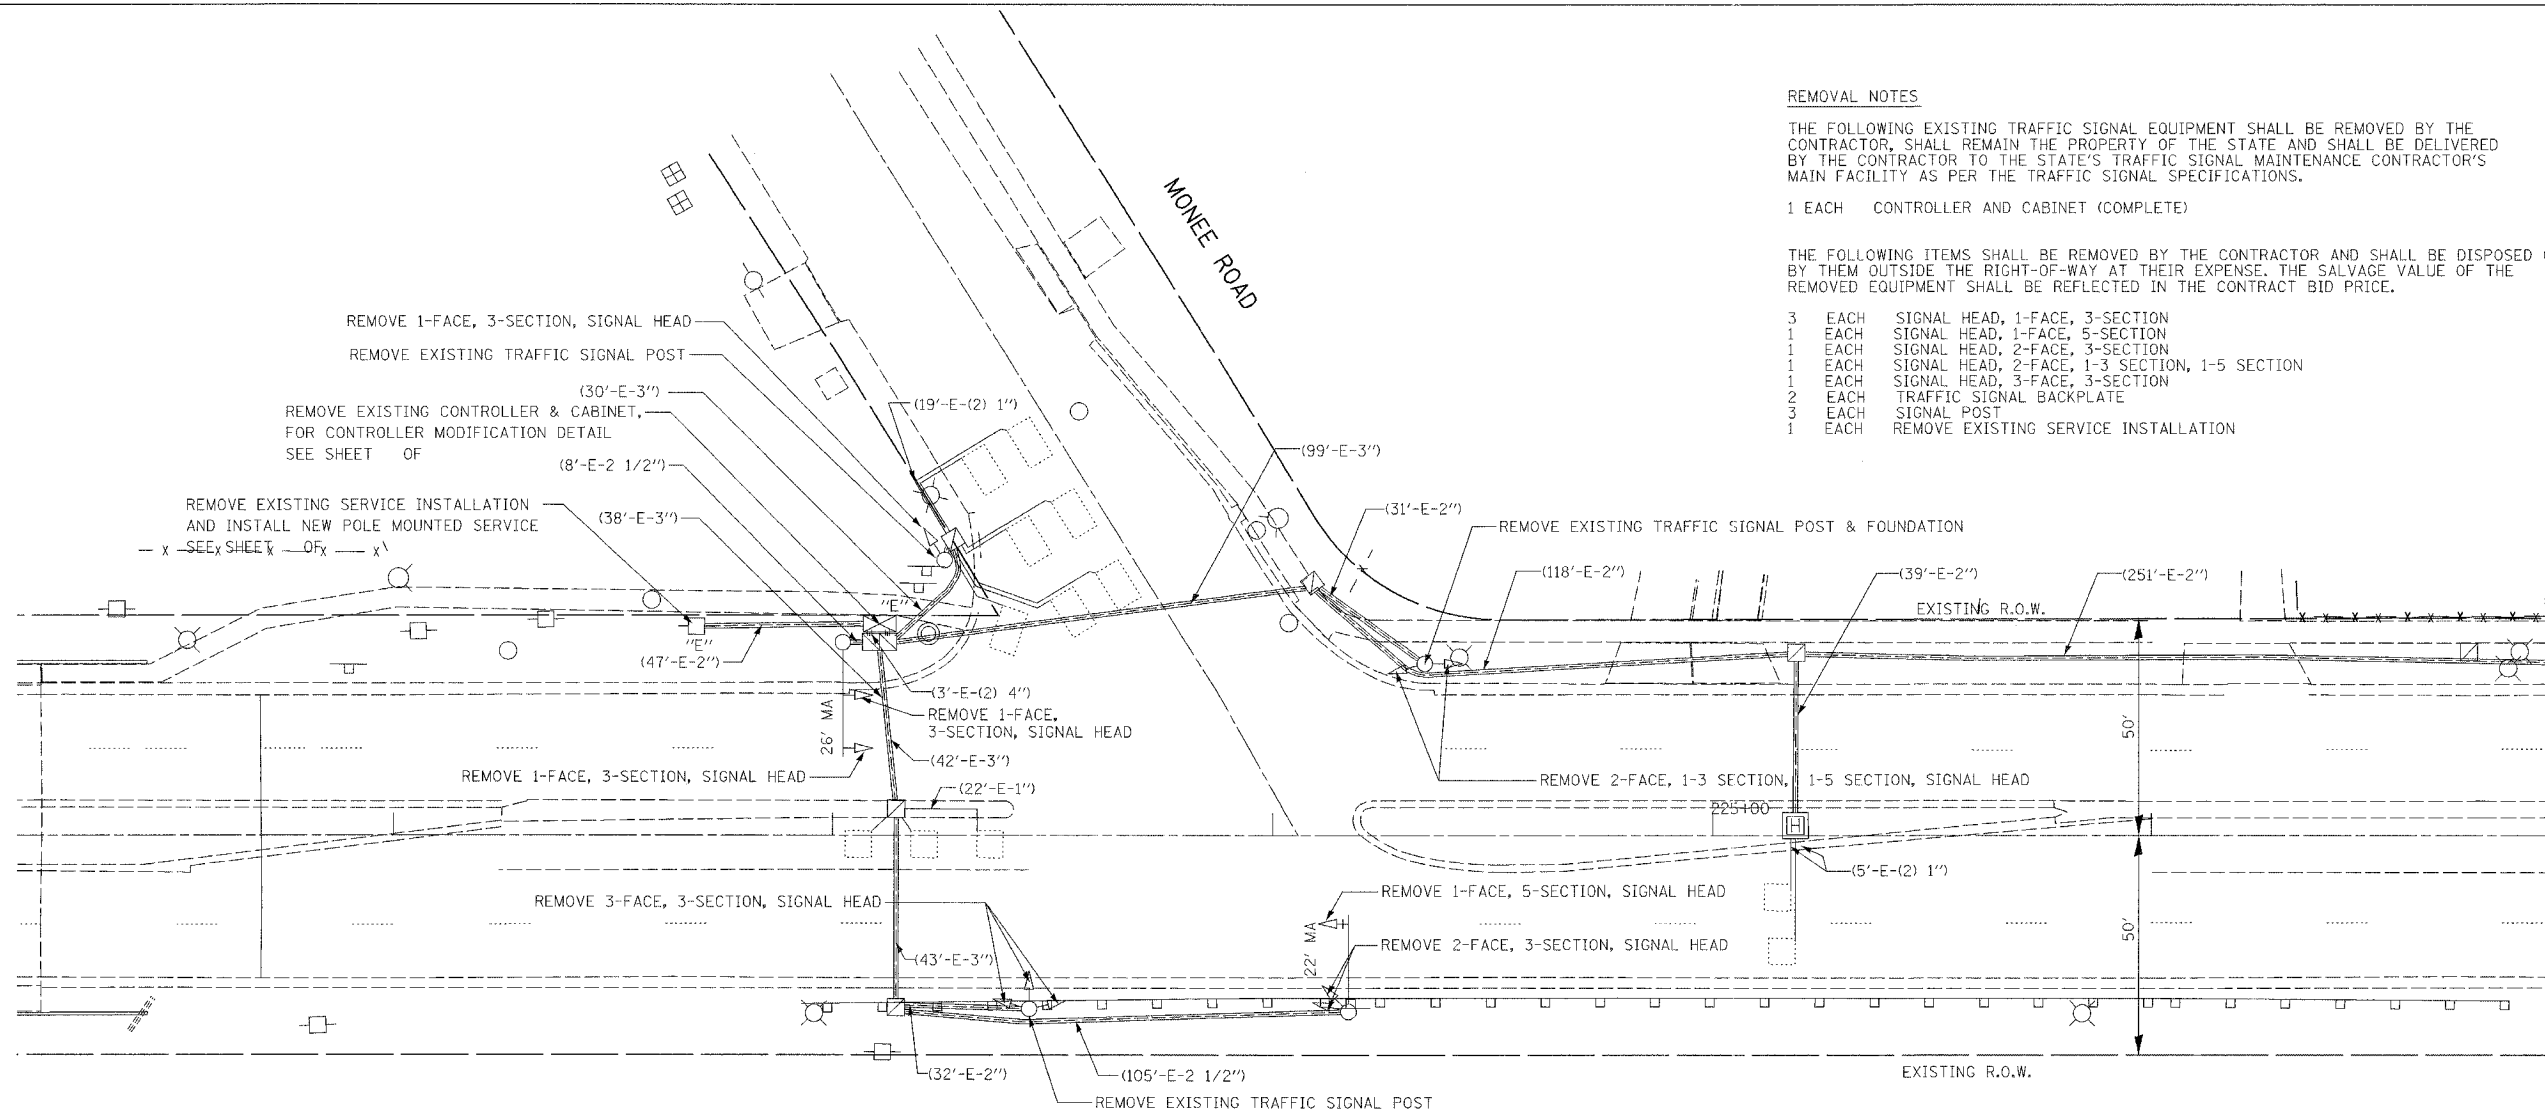 REMOVAL NOTES
THE FOLLOWING EXISTING TRAFFIC SIGNAL EQUIPMENT SHALL BE REMOVED BY THE
CONTRACTOR, SHALL REMAIN THE PROPERTY OF THE STATE AND SHALL BE DELIVERED
BY THE CONTRACTOR TO THE STATE'S TRAFFIC SIGNAL MAINTENANCE CONTRACTOR'S
MAIN FACILITY AS PER THE TRAFFIC SIGNAL SPECIFICATIONS.
1 EACH CONTROLLER AND CABINET (COMPLETE)
THE FOLLOWING ITEMS SHALL BE REMOVED BY THE CONTRACTOR AND SHALL BE DISPOSED
BY THEM OUTSIDE THE RIGHT-OF-WAY AT THEIR EXPENSE. THE SALVAGE VALUE OF THE
REMOVED EQUIPMENT SHALL BE REFLECTED IN THE CONTRACT BID PRICE.
3 EACH SIGNAL HEAD, 1-FACE, 3-SECTION
1 EACH SIGNAL HEAD, 1-FACE, 5-SECTION
1 EACH SIGNAL HEAD, 2-FACE, 3-SECTION
1 EACH SIGNAL HEAD, 2-FACE, 1-3 SECTION, 1-5 SECTION
1 EACH SIGNAL HEAD, 3-FACE, 3-SECTION
2 EACH TRAFFIC SIGNAL BACKPLATE
3 EACH SIGNAL POST
1 EACH REMOVE EXISTING SERVICE INSTALLATION
MONEE ROAD
REMOVE 1-FACE, 3-SECTION, SIGNAL HEAD
REMOVE EXISTING TRAFFIC SIGNAL POST
(30'-E-3")
REMOVE EXISTING CONTROLLER & CABINET,
FOR CONTROLLER MODIFICATION DETAIL
SEE SHEET OF
(8'-E-2 1/2")
REMOVE EXISTING SERVICE INSTALLATION
AND INSTALL NEW POLE MOUNTED SERVICE
SEE SHEET OF
(38'-E-3")
(19'-E-(2) 1")
(99'-E-3")
(31'-E-2")
REMOVE EXISTING TRAFFIC SIGNAL POST & FOUNDATION
(118'-E-2")
(39'-E-2")
(251'-E-2")
EXISTING R.O.W.
"E"
"E"
(47'-E-2")
(3'-E-(2) 4")
REMOVE 1-FACE,
3-SECTION, SIGNAL HEAD
26' MA
(42'-E-3")
REMOVE 1-FACE, 3-SECTION, SIGNAL HEAD
(22'-E-1")
REMOVE 2-FACE, 1-3 SECTION, 1-5 SECTION, SIGNAL HEAD
50'
225+00
H
(5'-E-(2) 1")
REMOVE 3-FACE, 3-SECTION, SIGNAL HEAD
REMOVE 1-FACE, 5-SECTION, SIGNAL HEAD
22' MA
REMOVE 2-FACE, 3-SECTION, SIGNAL HEAD
50'
(43'-E-3")
(32'-E-2")
(105'-E-2 1/2")
REMOVE EXISTING TRAFFIC SIGNAL POST
EXISTING R.O.W.